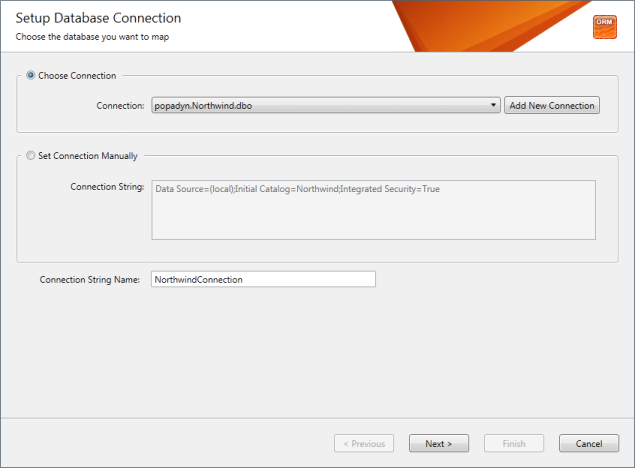 Setup Database Connection
Choose the database you want to map
ORM
Choose Connection
Connection: popadyn.Northwind.dbo Add New Connection
Set Connection Manually
Connection String: Data Source=(local);Initial Catalog=Northwind;Integrated Security=True
Connection String Name: NorthwindConnection
< Previous Next > Finish Cancel